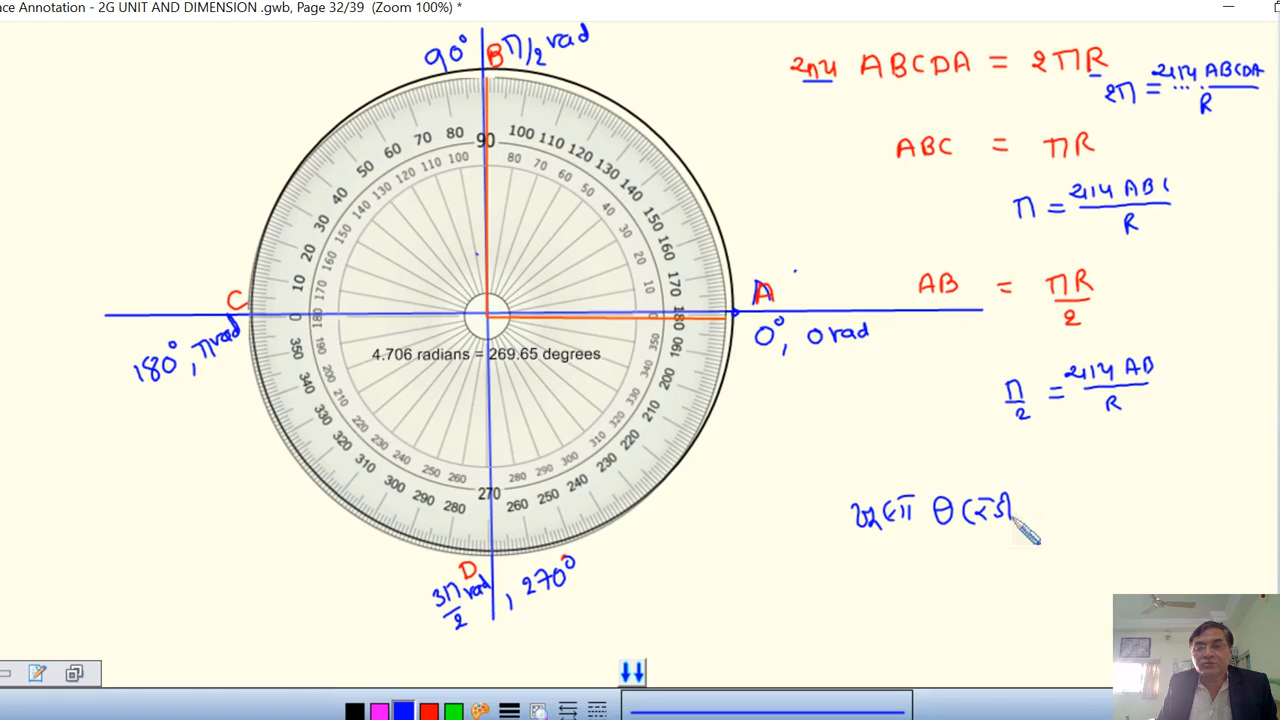 ace Annotation - 2G UNIT AND DIMENSION .gwb, Page 32/39 (Zoom 100%) *
90° B π/2 rad
ચાપ ABCDA = 2πR
2π = ચાપ ABCDA / R
ABC = πR
π = ચાપ ABC / R
C
A
AB = πR / 2
0°, 0 rad
180°, π rad
4.706 radians = 269.65 degrees
π/2 = ચાપ AB / R
θ
D
3π/2 rad, 270°